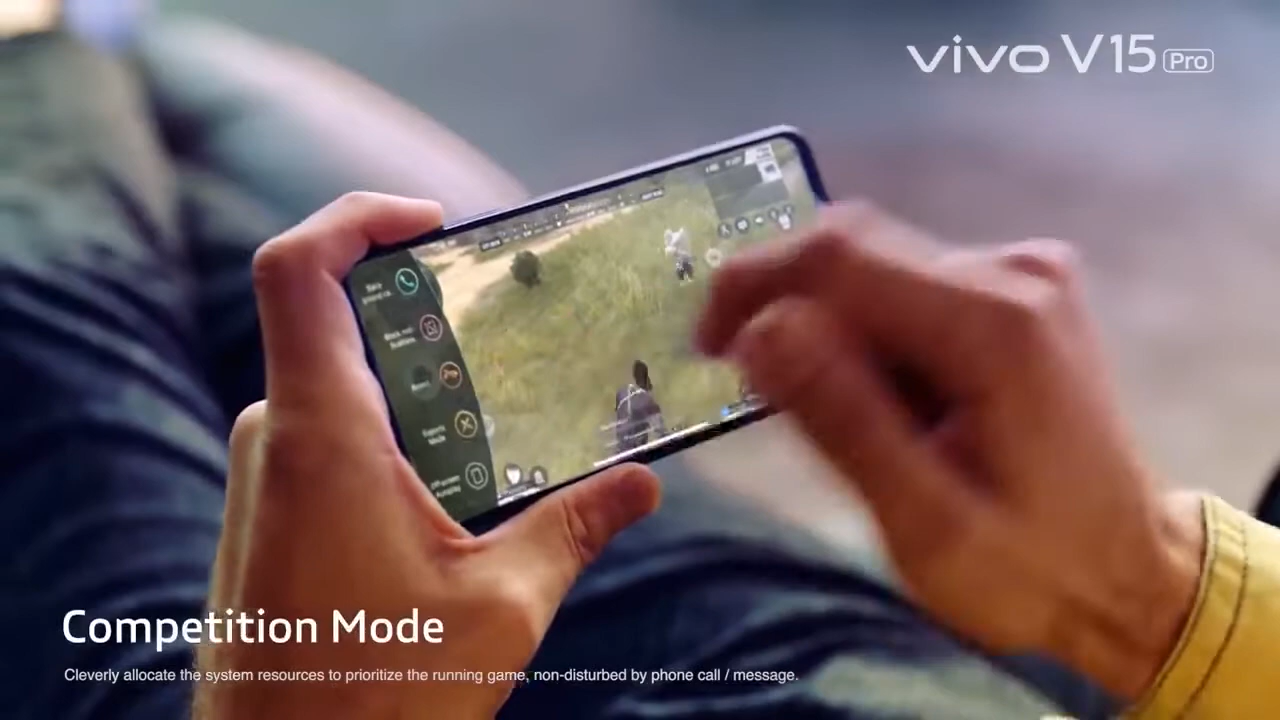 vivo V15 Pro
Mode
Competition Mode
Cleverly allocate the system resources to prioritize the running game, non-disturbed by phone call / message.